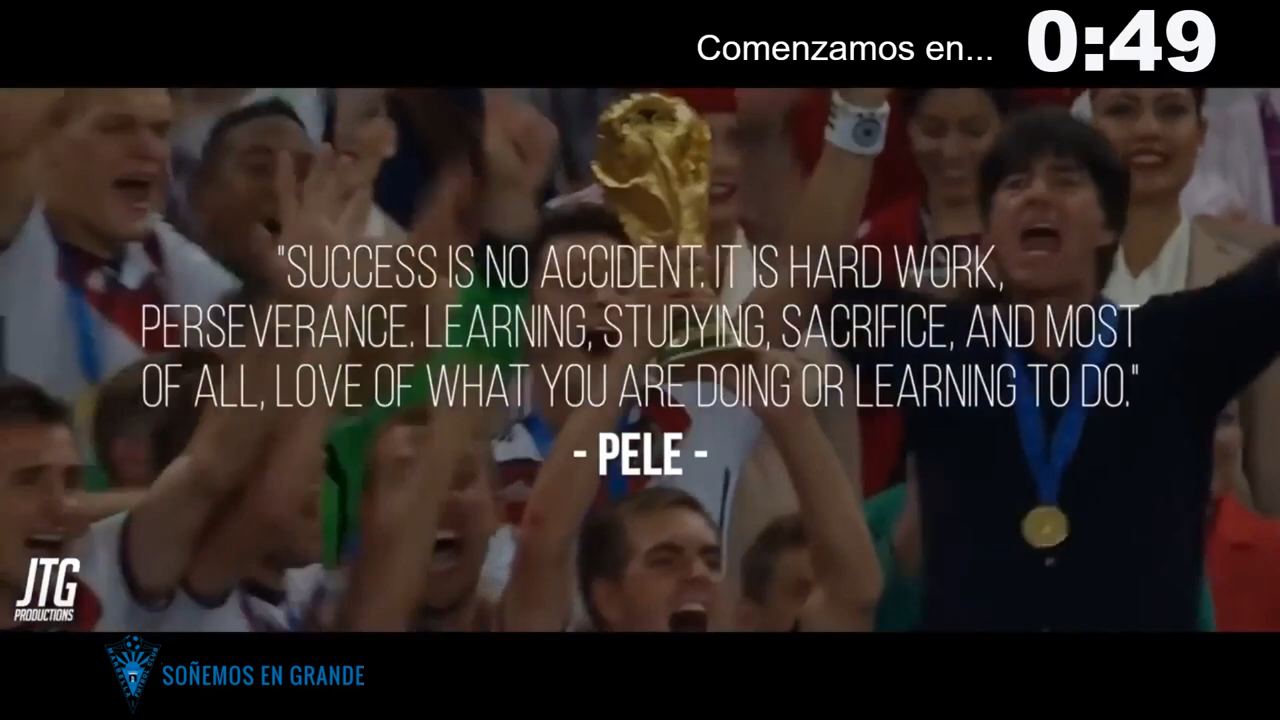 Comenzamos en... 0:49
"SUCCESS IS NO ACCIDENT. IT IS HARD WORK,
PERSEVERANCE. LEARNING, STUDYING, SACRIFICE, AND MOST
OF ALL, LOVE OF WHAT YOU ARE DOING OR LEARNING TO DO."
- PELE -
JTG
PRODUCTIONS
SOÑEMOS EN GRANDE